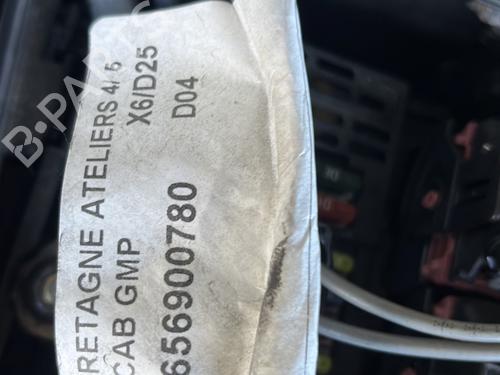 RETAGNE ATELIERS 4/5
X6/D25
CAB GMP
D04
656900780
B-PARTS